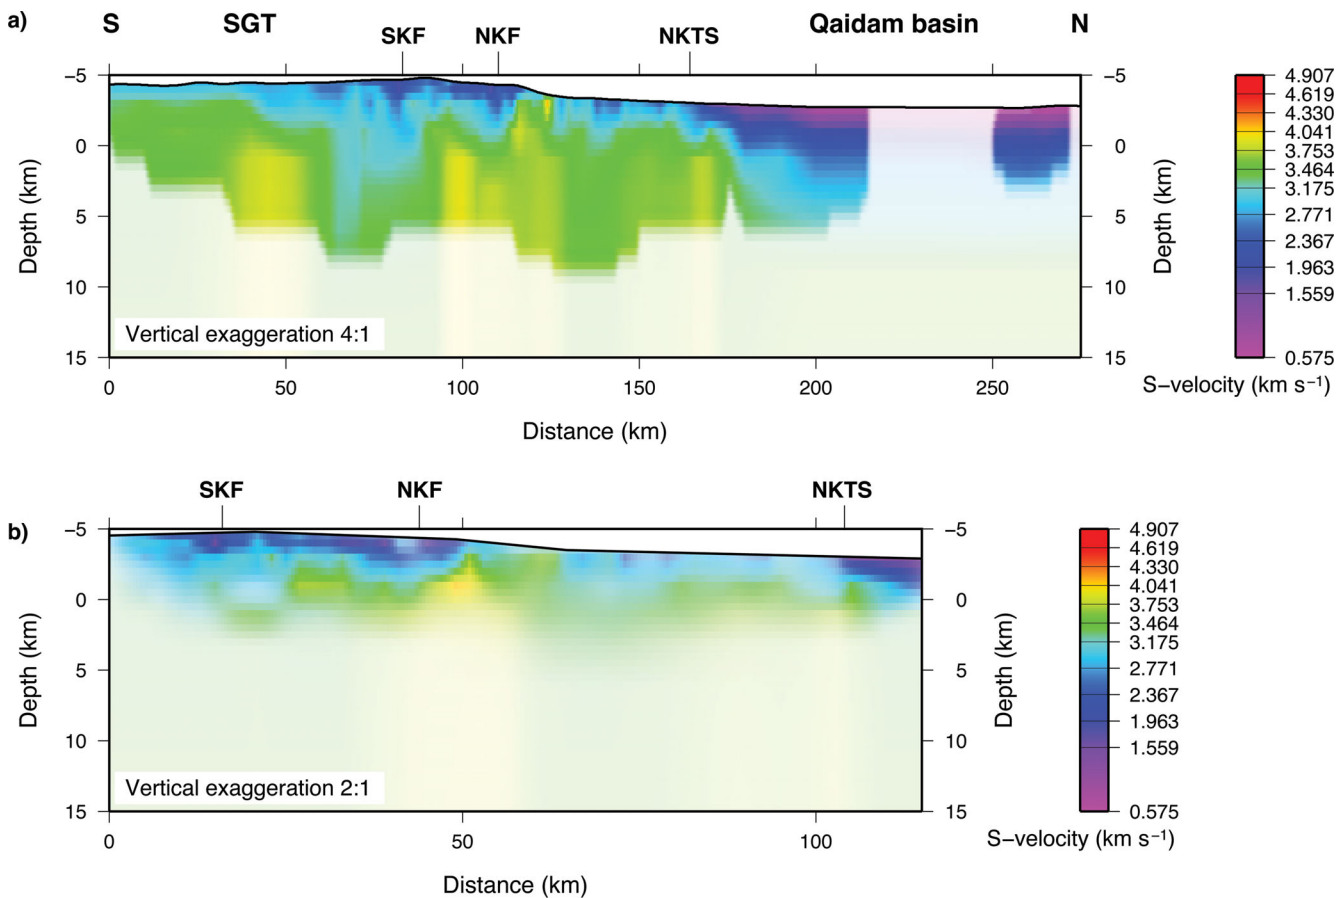 a)
S SGT SKF NKF NKTS Qaidam basin N
−5 −5 4.907
4.619
4.330
4.041
0 0 3.753
3.464
3.175
5 5 2.771
2.367
10 10 1.963
1.559
15 15 0.575
Depth (km) Depth (km)
Vertical exaggeration 4:1
0 50 100 150 200 250
S−velocity (km s−1)
Distance (km)
b)
SKF NKF NKTS
−5 −5 4.907
4.619
4.330
4.041
0 0 3.753
3.464
3.175
5 5 2.771
2.367
10 10 1.963
1.559
15 15 0.575
Depth (km) Depth (km)
Vertical exaggeration 2:1
0 50 100
S−velocity (km s−1)
Distance (km)